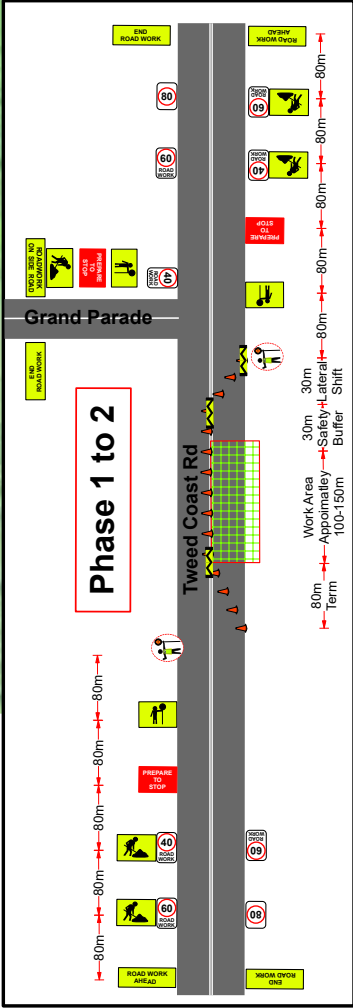 END
ROAD WORK
ROAD WORK
AHEAD
80
60
ROAD
WORK
60
ROAD
WORK
40
ROAD
WORK
ROADWORK
ON SIDE ROAD
PREPARE
TO
STOP
40
ROAD
WORK
PREPARE
TO
STOP
Grand Parade
END
ROAD WORK
Phase 1 to 2
Tweed Coast Rd
80m
80m
80m
80m
80m
30m
Lateral
Shift
30m
Safety
Buffer
Work Area
Appoimatley
100-150m
80m
Term
80m
80m
80m
80m
80m
PREPARE
TO
STOP
40
ROAD
WORK
60
ROAD
WORK
60
ROAD
WORK
80
ROAD WORK
AHEAD
END
ROAD WORK